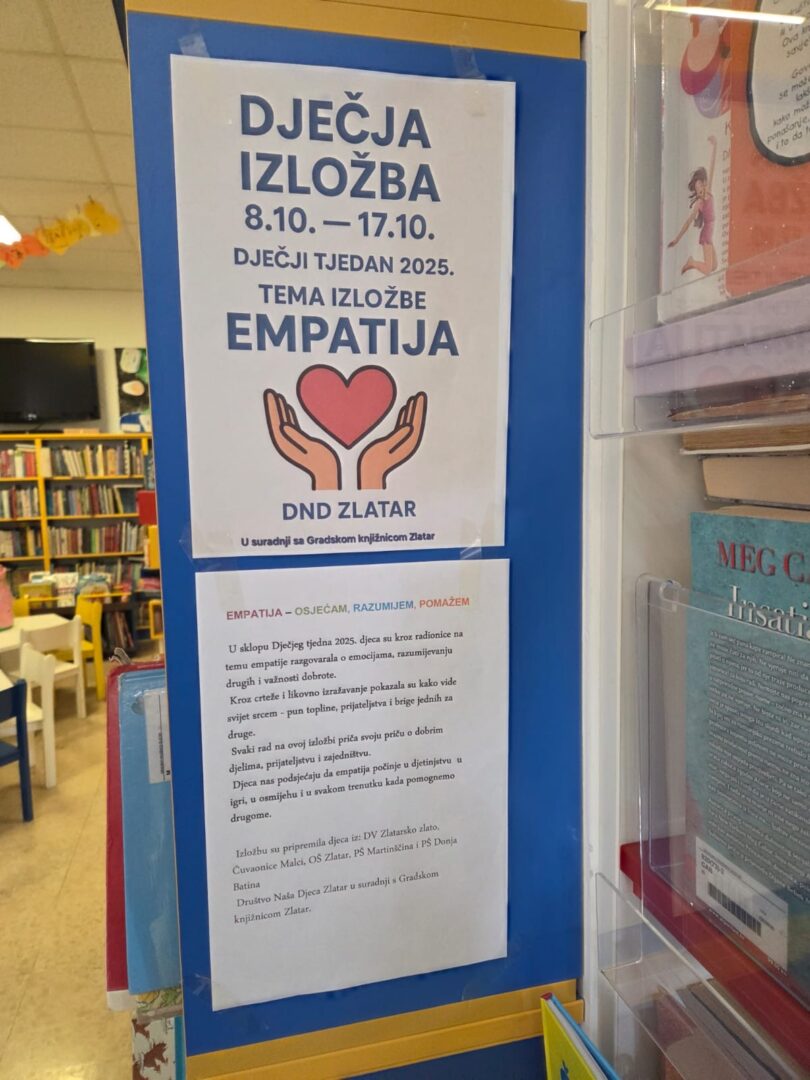 DJEČJA
IZLOŽBA
8.10. — 17.10.
DJEČJI TJEDAN 2025.
TEMA IZLOŽBE
EMPATIJA
DND ZLATAR
U suradnji sa Gradskom knjižnicom Zlatar
EMPATIJA – OSJEĆAM, RAZUMIJEM, POMAŽEM
U sklopu Dječjeg tjedna 2025. djeca su kroz radionice na
temu empatije razgovarala o emocijama, razumijevanju
drugih i važnosti dobrote.
Kroz crteže i likovno izražavanje pokazala su kako vide
svijet srcem - pun topline, prijateljstva i brige jednih za
druge.
Svaki rad na ovoj izložbi priča svoju priču o dobrim
djelima, prijateljstvu i zajedništvu.
Djeca nas podsjećaju da empatija počinje u djetinjstvu u
igri, u osmijehu i u svakom trenutku kada pomognemo
drugome.
Izložbu su pripremila djeca iz: DV Zlatarsko zlato,
Čuvaonice Malci, OŠ Zlatar, PŠ Martinščina i PŠ Donja
Batina
Društvo Naša Djeca Zlatar u suradnji s Gradskom
knjižnicom Zlatar.
MEG